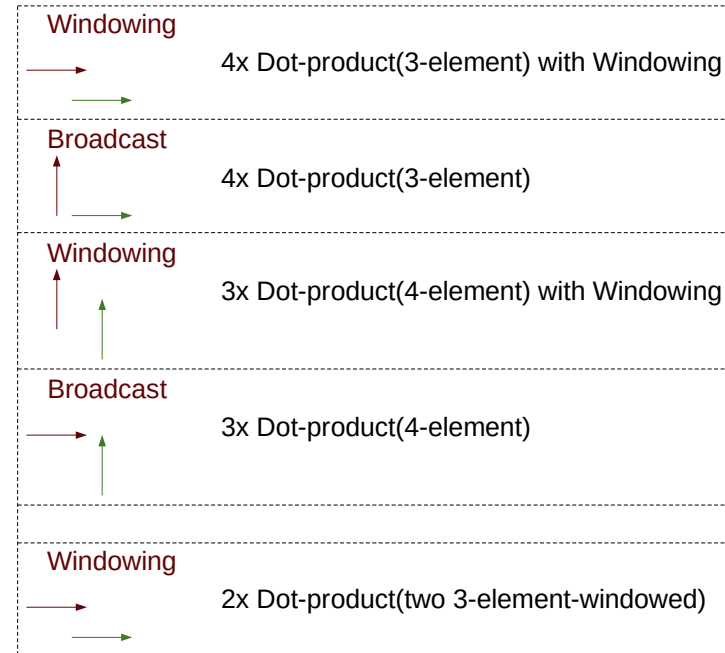 Windowing
4x Dot-product(3-element) with Windowing
Broadcast
4x Dot-product(3-element)
Windowing
3x Dot-product(4-element) with Windowing
Broadcast
3x Dot-product(4-element)
Windowing
2x Dot-product(two 3-element-windowed)